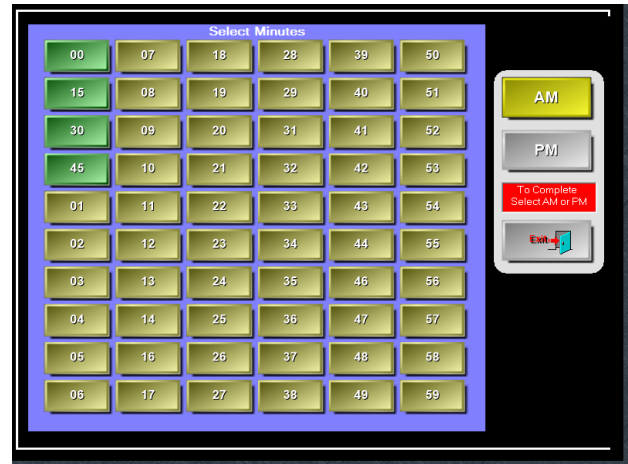 Select Minutes
00 07 18 28 39 50
15 08 19 29 40 51
30 09 20 31 41 52
45 10 21 32 42 53
01 11 22 33 43 54
02 12 23 34 44 55
03 13 24 35 46 56
04 14 25 36 47 57
05 16 26 37 48 58
06 17 27 38 49 59
AM
PM
To Complete
Select AM or PM
Exit